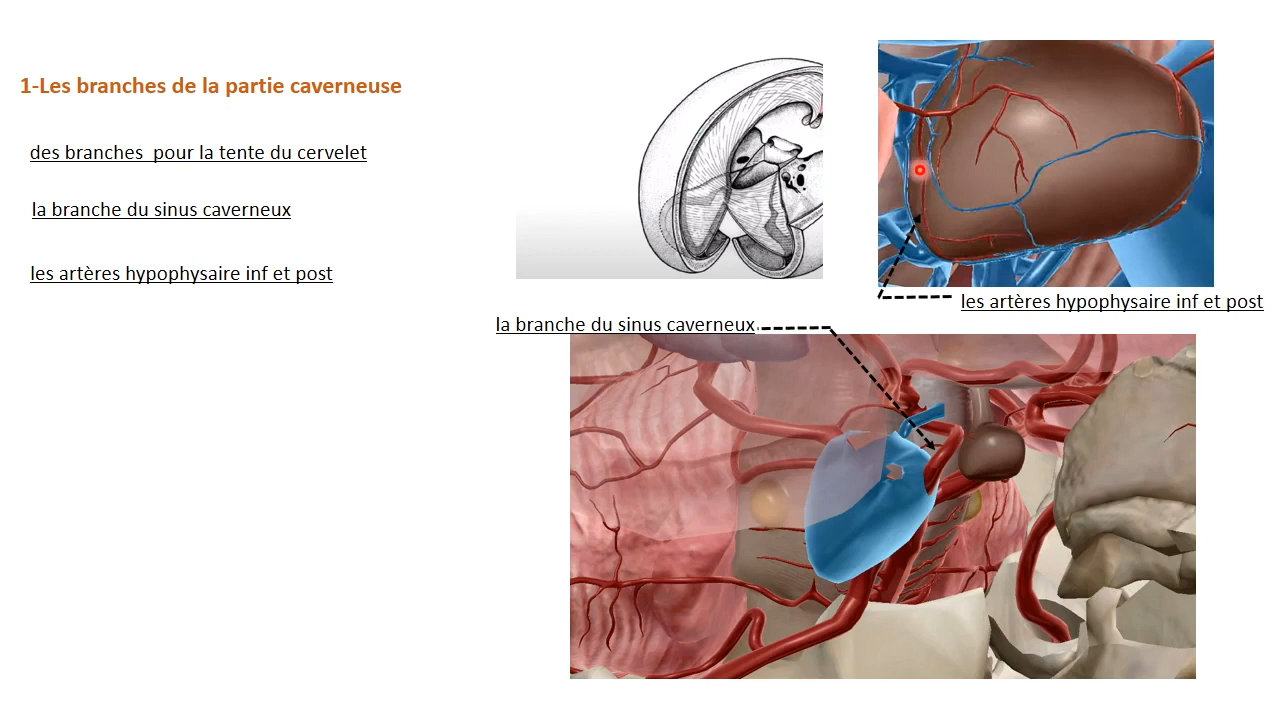 1-Les branches de la partie caverneuse
des branches  pour la tente du cervelet
la branche du sinus caverneux
les artères hypophysaire inf et post
les artères hypophysaire inf et post
la branche du sinus caverneux